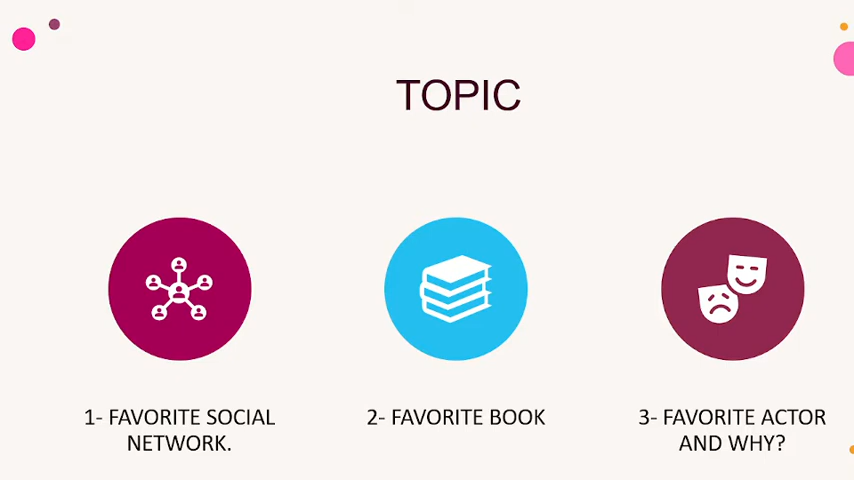 TOPIC
1- FAVORITE SOCIAL
NETWORK.
2- FAVORITE BOOK
3- FAVORITE ACTOR
AND WHY?